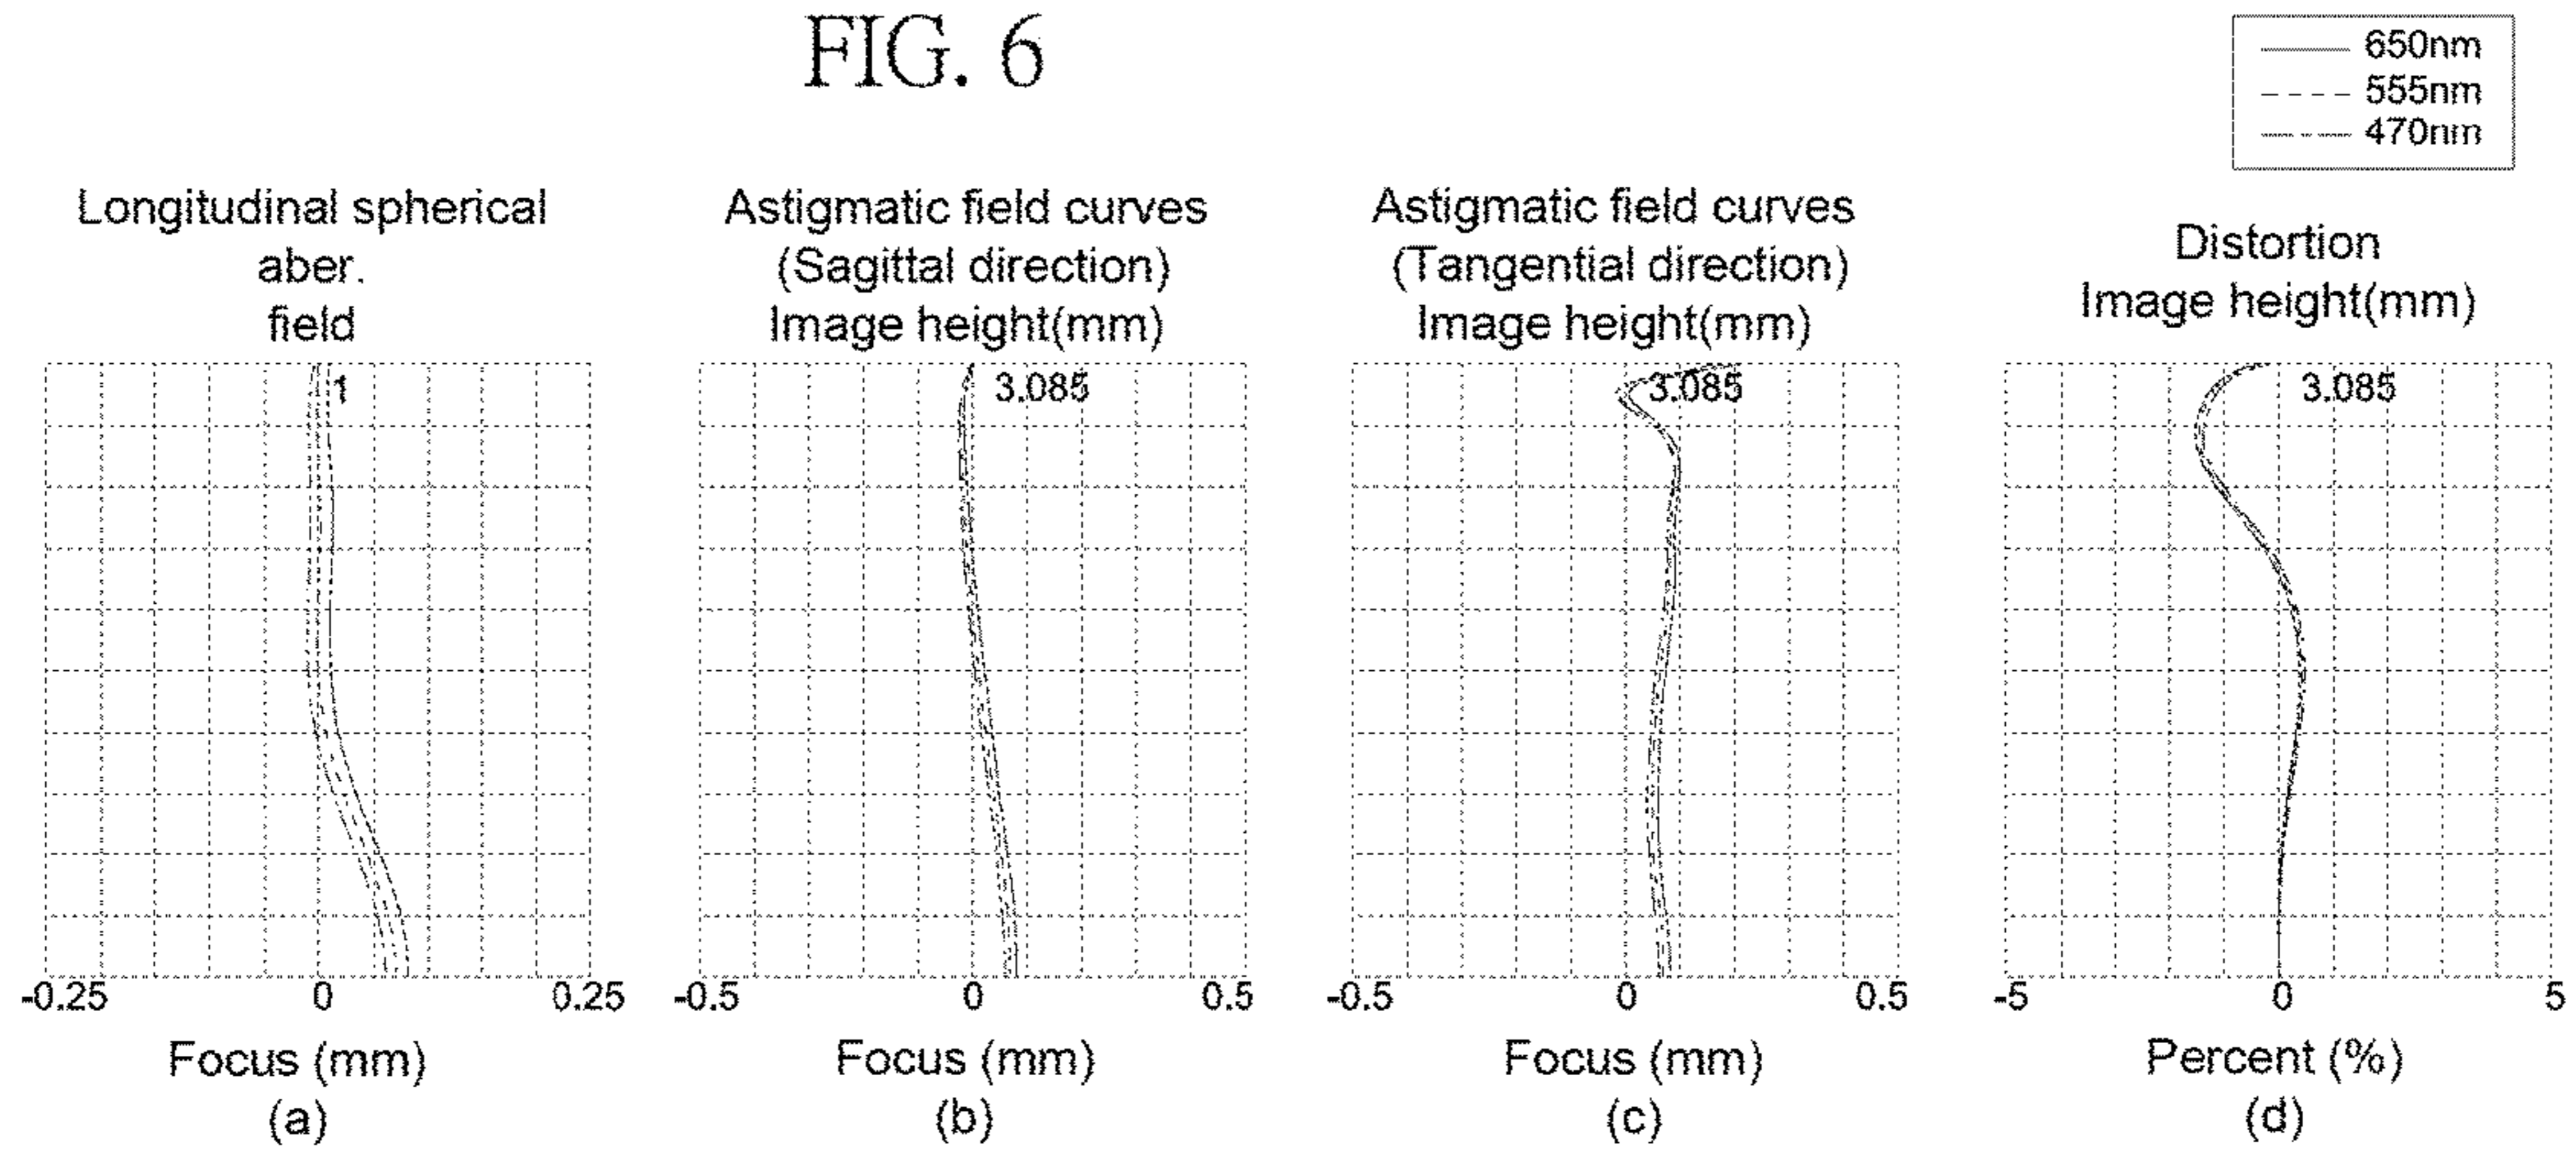 FIG. 6
650nm
555nm
470nm
Longitudinal spherical
aber.
field
1
-0.25 0 0.25
Focus (mm)
(a)
Astigmatic field curves
(Sagittal direction)
Image height(mm)
3.085
-0.5 0 0.5
Focus (mm)
(b)
Astigmatic field curves
(Tangential direction)
Image height(mm)
3.085
-0.5 0 0.5
Focus (mm)
(c)
Distortion
Image height(mm)
3.085
-5 0 5
Percent (%)
(d)